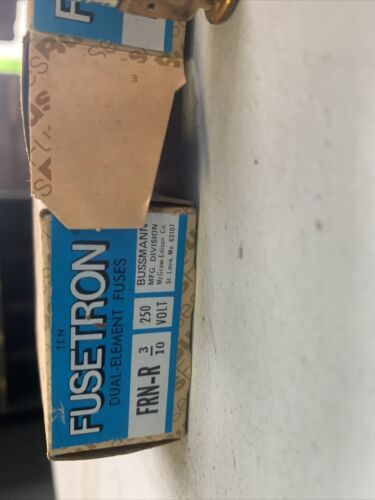 TEN
FUSETRON
DUAL-ELEMENT FUSES
BUSSMANN
MFG. DIVISION
McGraw Edison Co.
St. Louis, Mo. 63107
FRN-R 3/10
250
VOLT
3